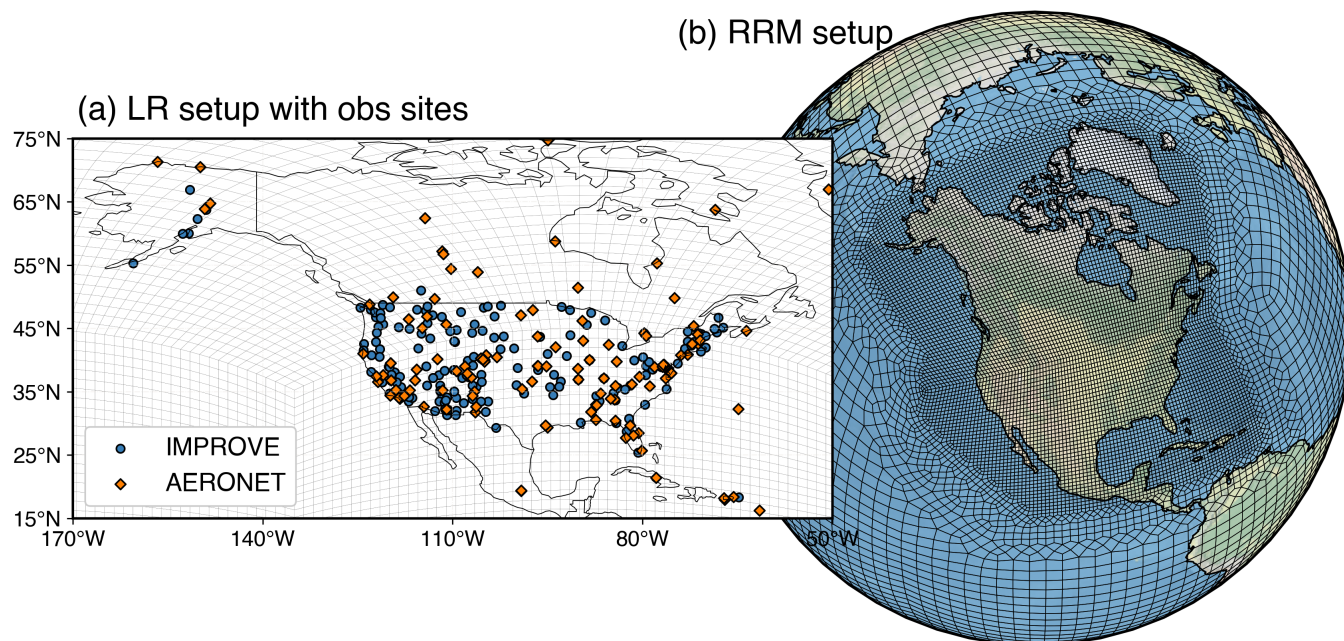 (b) RRM setup
(a) LR setup with obs sites
75°N
65°N
55°N
45°N
35°N
25°N
15°N
IMPROVE
AERONET
170°W 140°W 110°W 80°W 50°W